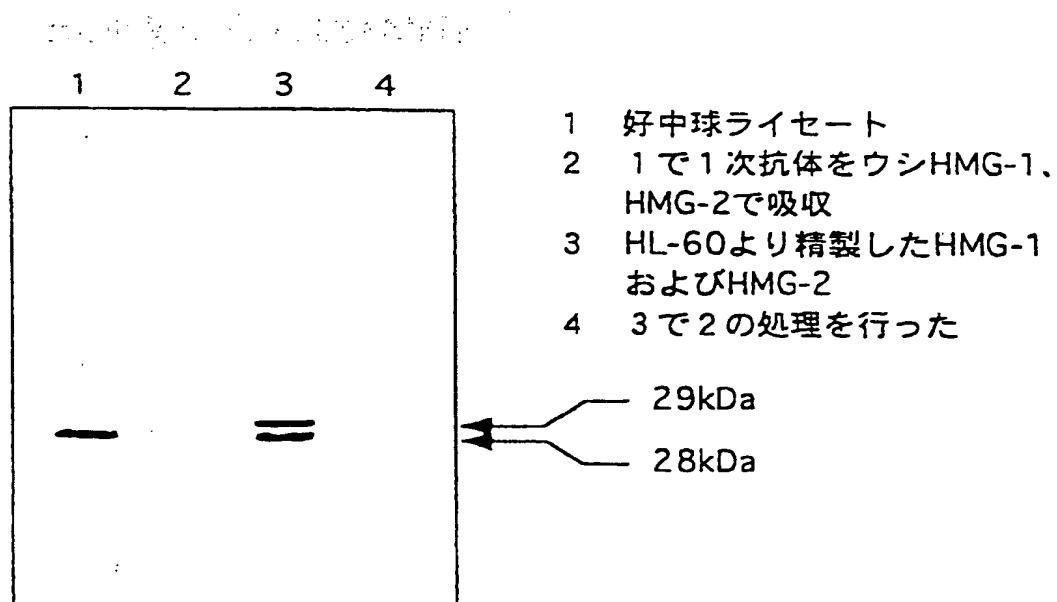 1 2 3 4
1 好中球ライセート
2 1で1次抗体をウシHMG-1、
HMG-2で吸収
3 HL-60より精製したHMG-1
およびHMG-2
4 3で2の処理を行った
29kDa
28kDa